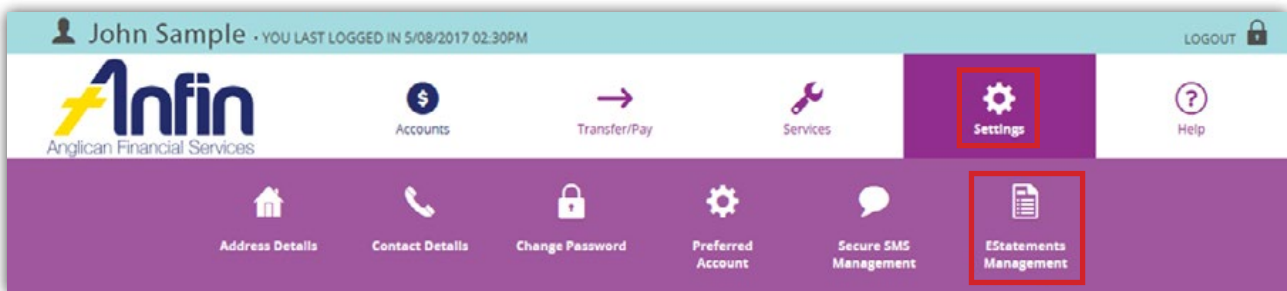 John Sample • YOU LAST LOGGED IN 5/08/2017 02:30PM
LOGOUT
Anfin
Anglican Financial Services
$
Accounts
Transfer/Pay
Services
Settings
?
Help
Address Details
Contact Details
Change Password
Preferred
Account
Secure SMS
Management
EStatements
Management